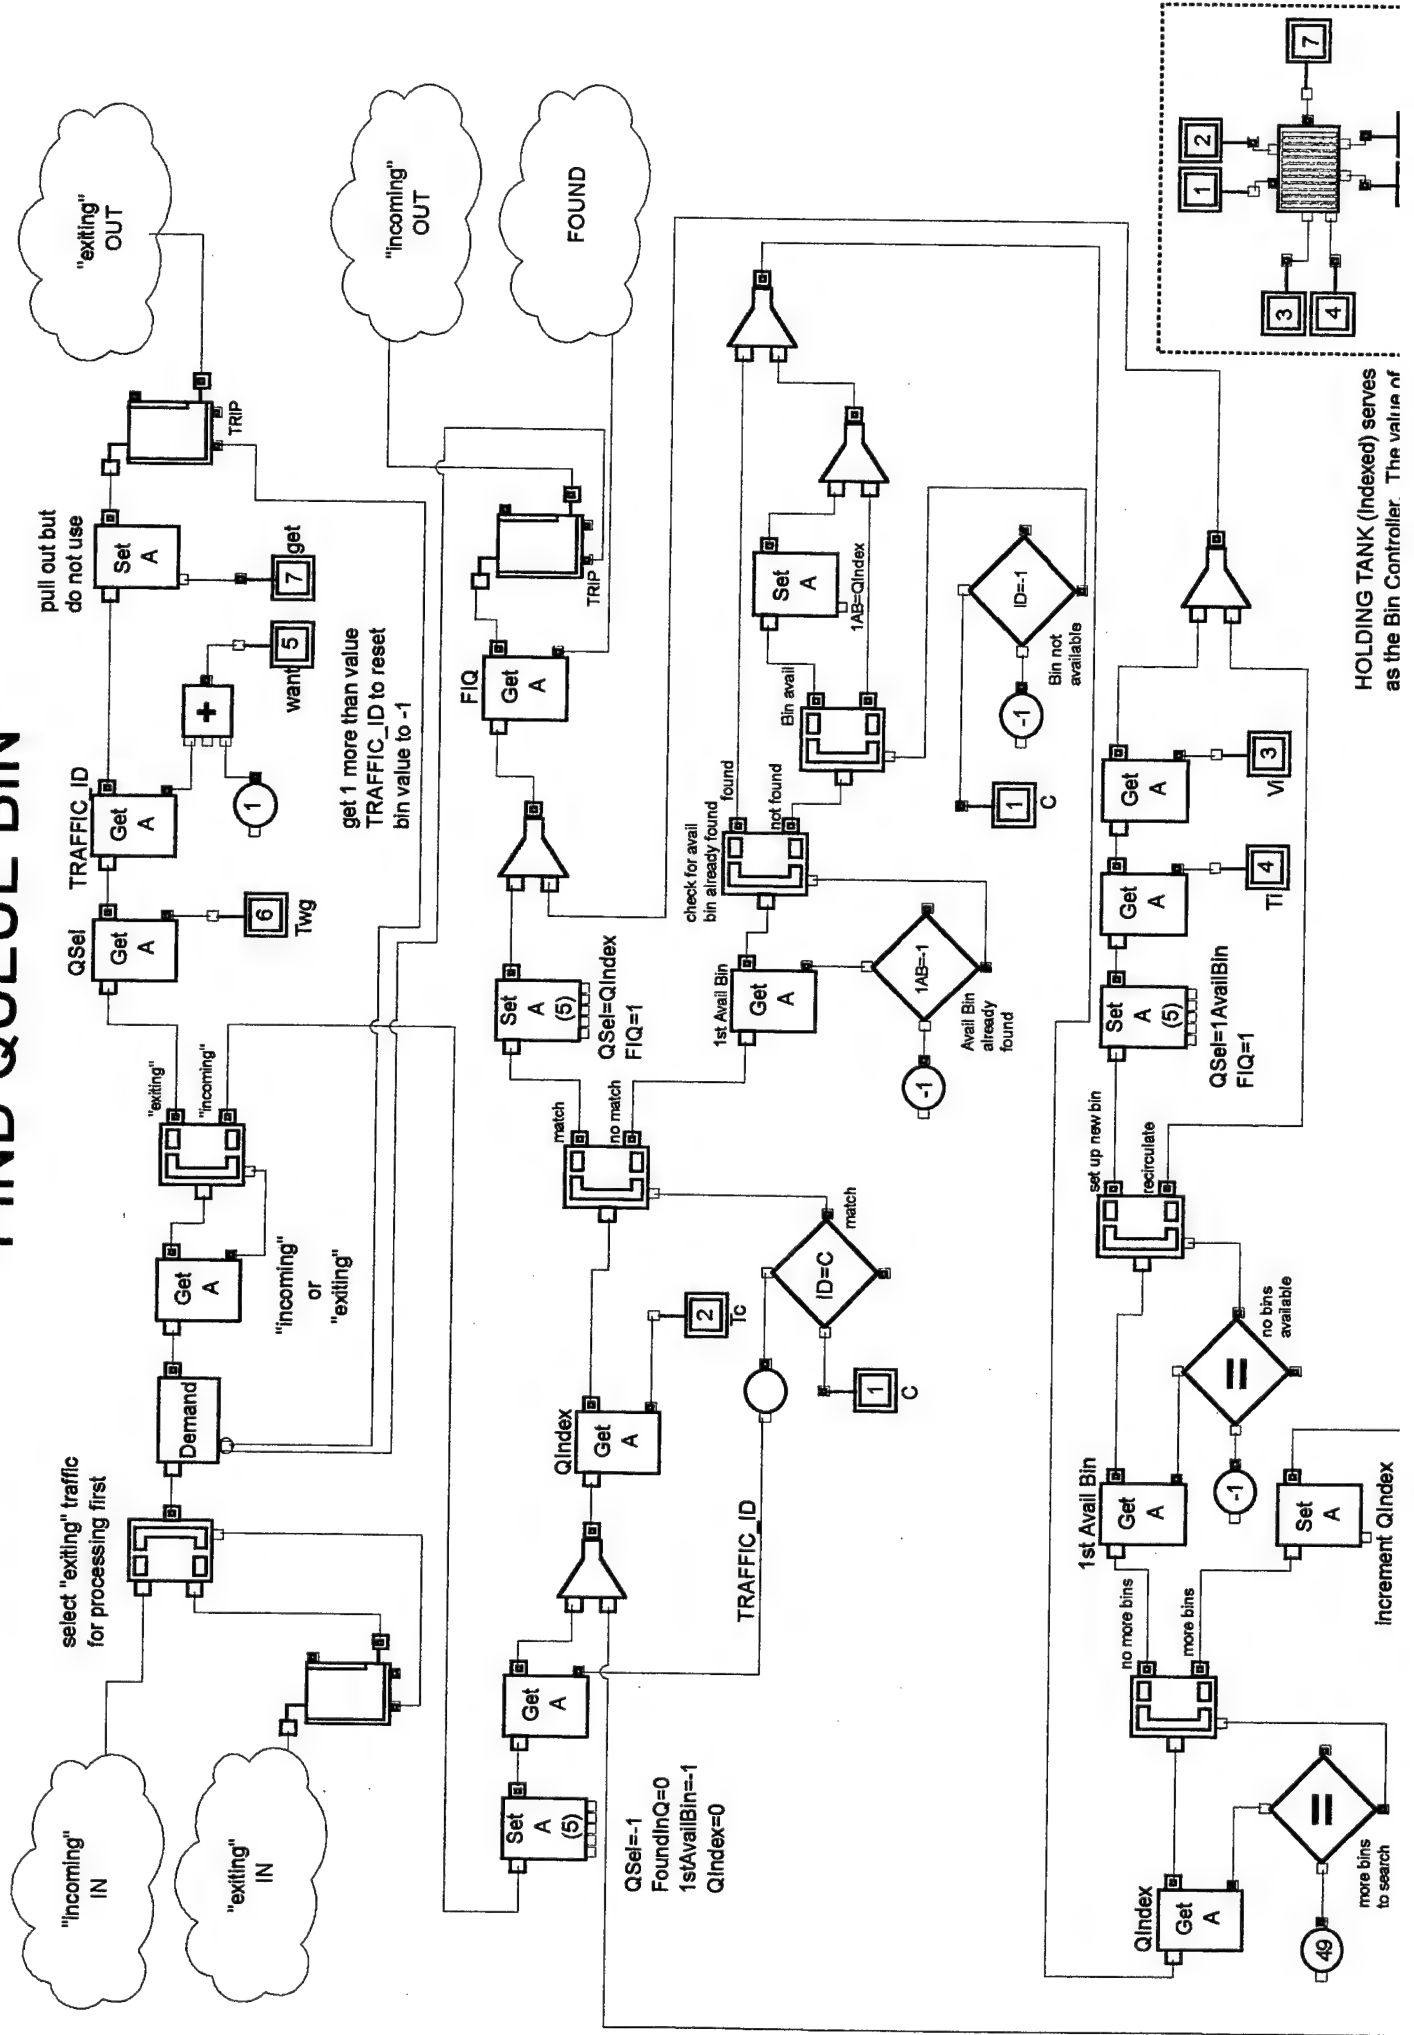 FIND QUEUE BIN
"incoming"
IN
"exiting"
IN
select "exiting" traffic
for processing first
Demand
Get
A
"incoming"
or
"exiting"
"exiting"
"incoming"
QSel
Get
A
6
Twg
TRAFFIC_ID
Get
A
1
+
5
want
get 1 more than value
TRAFFIC_ID to reset
bin value to -1
pull out but
do not use
Set
A
7
get
TRIP
"exiting"
OUT
Set
A
(5)
QSel=-1
FoundInQ=0
1stAvailBin=-1
QIndex=0
Get
A
TRAFFIC_ID
QIndex
Get
A
2
Tc
1
C
ID=C
match
match
no match
Set
A
(5)
QSel=QIndex
FIQ=1
FIQ
Get
A
TRIP
"incoming"
OUT
FOUND
1st Avail Bin
Get
A
-1
1AB=-1
Avail Bin
already
found
check for avail
bin already found
found
not found
Bin avail
Set
A
1AB=QIndex
1
C
-1
ID=-1
Bin not
available
QIndex
Get
A
49
=
more bins
to search
no more bins
more bins
1st Avail Bin
Get
A
Set
A
increment QIndex
-1
=
no bins
available
set up new bin
recirculate
Set
A
(5)
QSel=1AvailBin
FIQ=1
Get
A
4
Ti
Get
A
3
Vi
1
2
3
4
7
HOLDING TANK (Indexed) serves
as the Bin Controller. The value of